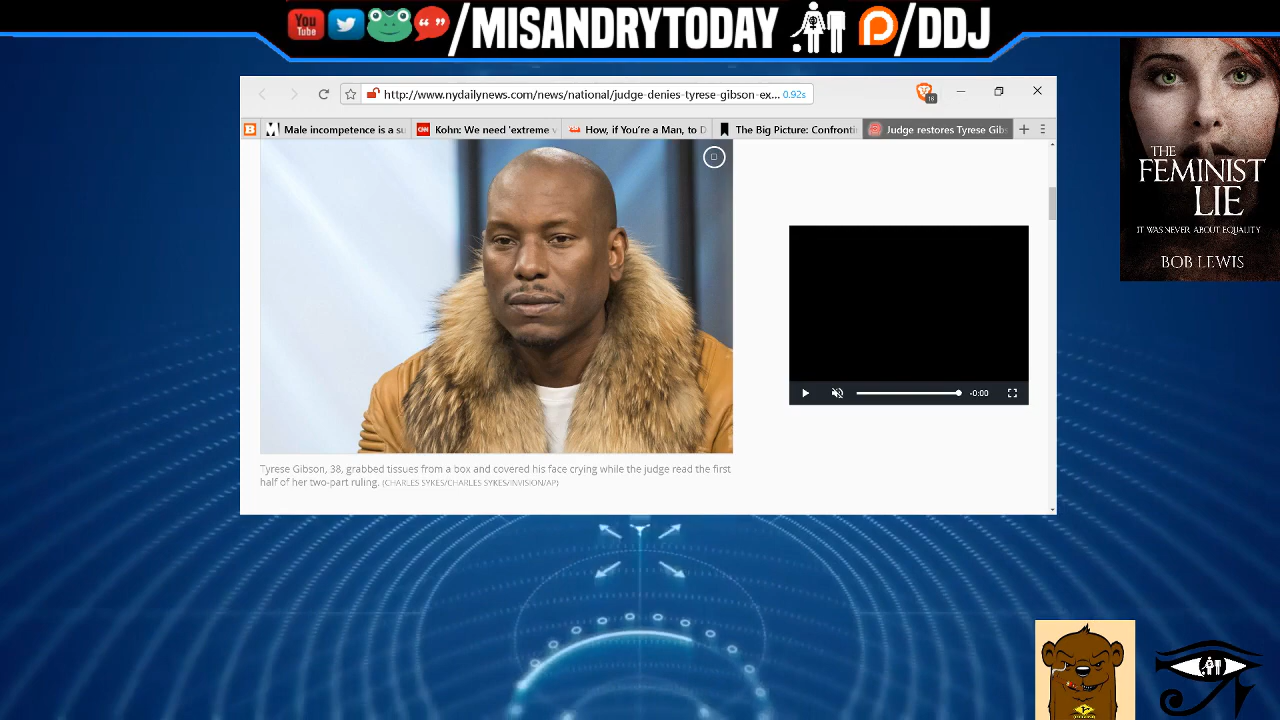 You
Tube
/MISANDRYTODAY
/DDJ
http://www.nydailynews.com/news/national/judge-denies-tyrese-gibson-ex... 0.92s
18
Male incompetence is a su
CNN
Kohn: We need 'extreme v
How, if You're a Man, to D
The Big Picture: Confronti
Judge restores Tyrese Gib
THE
FEMINIST
LIE
IT WAS NEVER ABOUT EQUALITY
BOB LEWIS
-0:00
Tyrese Gibson, 38, grabbed tissues from a box and covered his face crying while the judge read the first
half of her two-part ruling. (CHARLES SYKES/CHARLES SYKES/INVISION/AP)